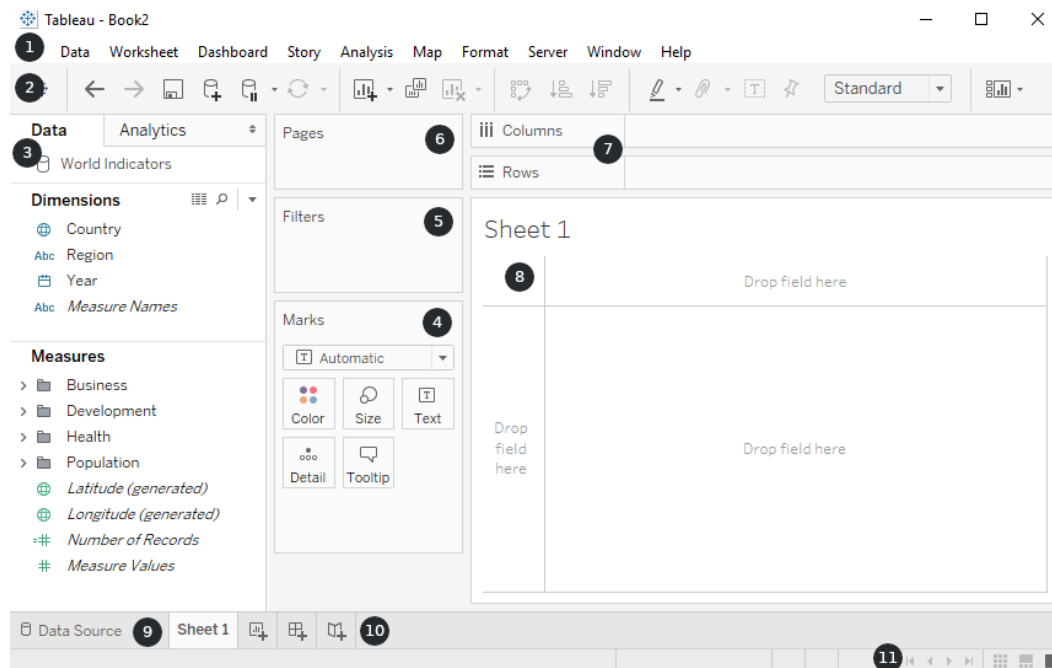 Tableau - Book2
1 Data Worksheet Dashboard Story Analysis Map Format Server Window Help
2 Standard
Data Analytics
3 World Indicators
Dimensions
Country
Abc Region
Year
Abc Measure Names
Measures
Business
Development
Health
Population
Latitude (generated)
Longitude (generated)
=# Number of Records
# Measure Values
Pages 6
Filters 5
Marks 4
T Automatic
Color Size T Text
Detail Tooltip
iii Columns 7
Rows
Sheet 1
8 Drop field here
Drop
field
here
Drop field here
Data Source 9 Sheet 1 10
11